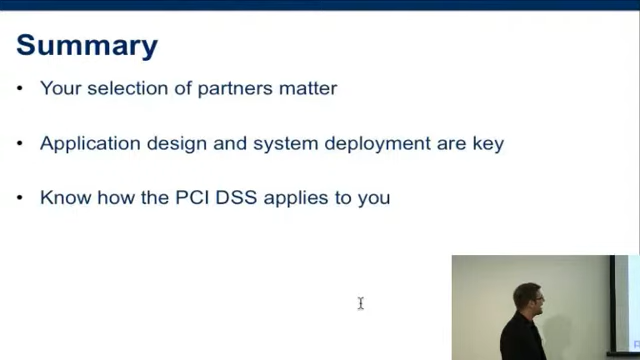 Summary
• Your selection of partners matter
• Application design and system deployment are key
• Know how the PCI DSS applies to you